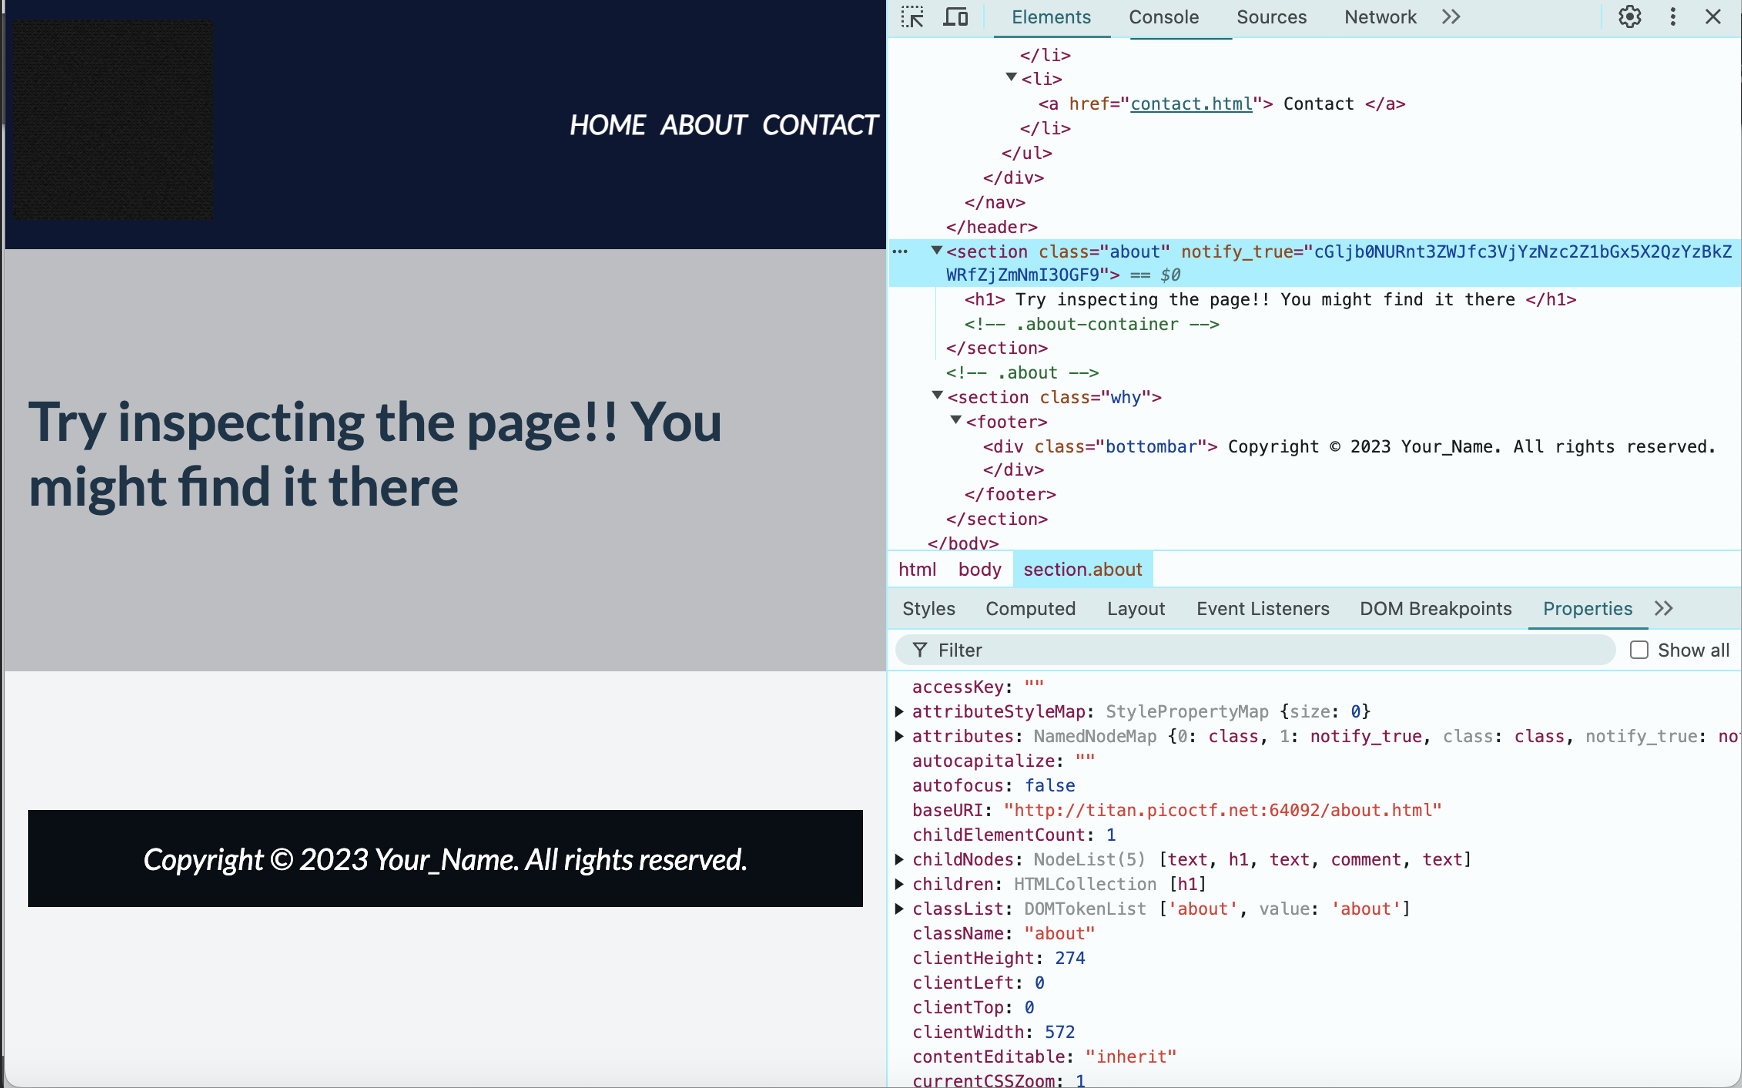 HOME ABOUT CONTACT
Try inspecting the page!! You
might find it there
Copyright © 2023 Your_Name. All rights reserved.
Elements Console Sources Network
</li>
<li>
<a href="contact.html"> Contact </a>
</li>
</ul>
</div>
</nav>
</header>
<section class="about" notify_true="cGljb0NURnt3ZWJfc3VjYzNzc2Z1bGx5X2QzYzBkZ
WRfZjZmNmI3OGF9"> == $0
<h1> Try inspecting the page!! You might find it there </h1>
<!-- .about-container -->
</section>
<!-- .about -->
<section class="why">
<footer>
<div class="bottombar"> Copyright © 2023 Your_Name. All rights reserved.
</div>
</footer>
</section>
</body>
html body section.about
Styles Computed Layout Event Listeners DOM Breakpoints Properties
Filter Show all
accessKey: ""
attributeStyleMap: StylePropertyMap {size: 0}
attributes: NamedNodeMap {0: class, 1: notify_true, class: class, notify_true: no
autocapitalize: ""
autofocus: false
baseURI: "http://titan.picoctf.net:64092/about.html"
childElementCount: 1
childNodes: NodeList(5) [text, h1, text, comment, text]
children: HTMLCollection [h1]
classList: DOMTokenList ['about', value: 'about']
className: "about"
clientHeight: 274
clientLeft: 0
clientTop: 0
clientWidth: 572
contentEditable: "inherit"
currentCSSZoom: 1